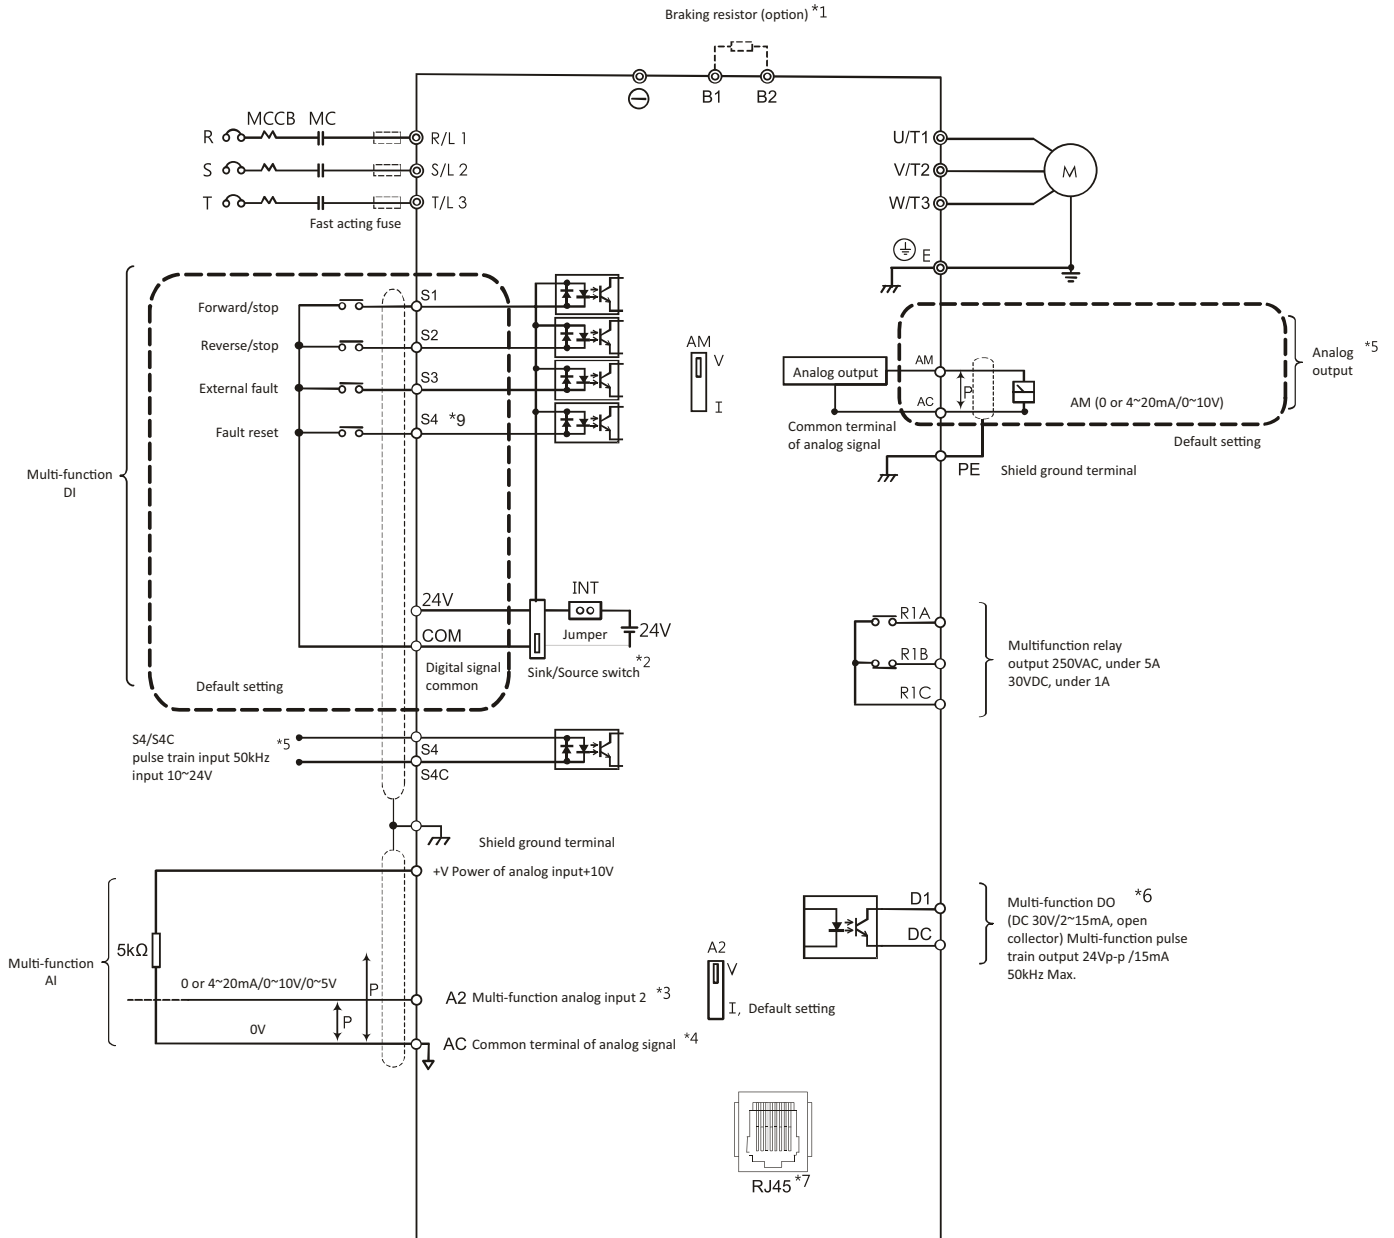 Braking resistor (option) *1
B1 B2
MCCB MC
R R/L 1
S S/L 2
T T/L 3
Fast acting fuse
U/T1
V/T2
W/T3
M
E
Multi-function
DI
Forward/stop
Reverse/stop
External fault
Fault reset
S1
S2
S3
S4 *9
24V
COM
Digital signal
common
Default setting
INT
Jumper
24V
Sink/Source switch *2
AM
V
I
Analog output
AM
AC
P
Common terminal
of analog signal
AM (0 or 4~20mA/0~10V)
Default setting
Analog
output
*5
PE Shield ground terminal
R1A
R1B
R1C
Multifunction relay
output 250VAC, under 5A
30VDC, under 1A
S4/S4C
pulse train input 50kHz
input 10~24V
*5
S4
S4C
Shield ground terminal
+V Power of analog input+10V
Multi-function
AI
5kΩ
0 or 4~20mA/0~10V/0~5V
P
P
0V
A2 Multi-function analog input 2 *3
AC Common terminal of analog signal *4
A2
V
I, Default setting
D1
DC
Multi-function DO *6
(DC 30V/2~15mA, open
collector) Multi-function pulse
train output 24Vp-p /15mA
50kHz Max.
RJ45 *7